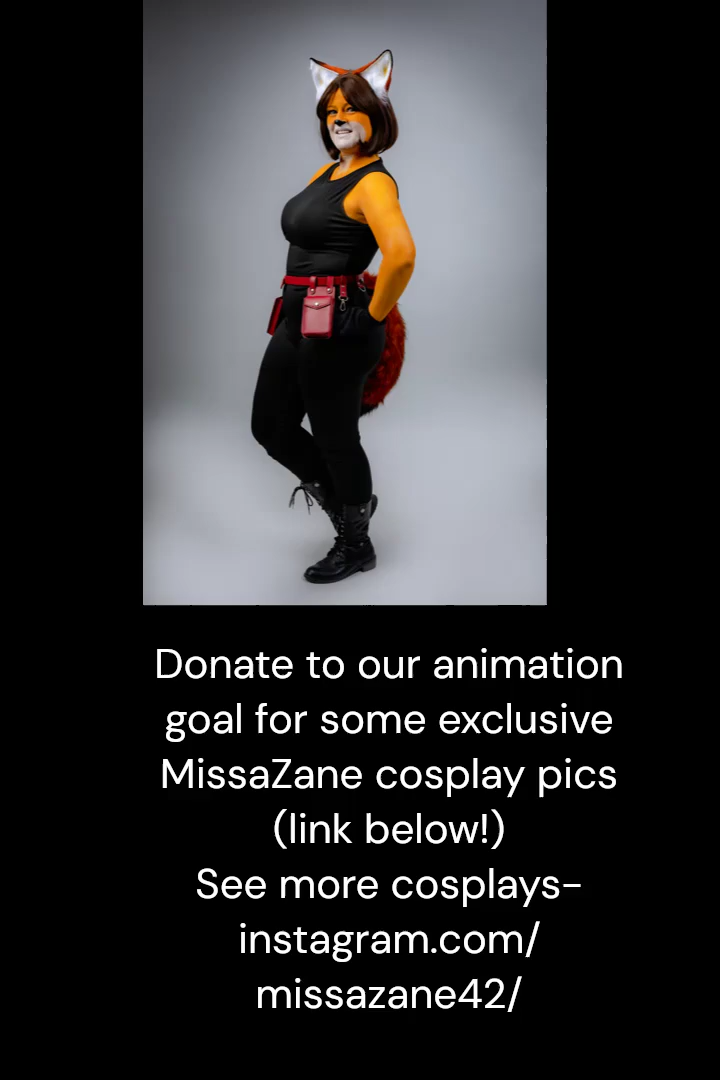 Donate to our animation
goal for some exclusive
MissaZane cosplay pics
(link below!)
See more cosplays-
instagram.com/
missazane42/